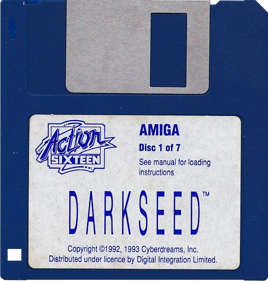 Action
SIXTEEN
AMIGA
Disc 1 of 7
See manual for loading
instructions
DARKSEED™
Copyright ©1992, 1993 Cyberdreams, Inc.
Distributed under licence by Digital Integration Limited.